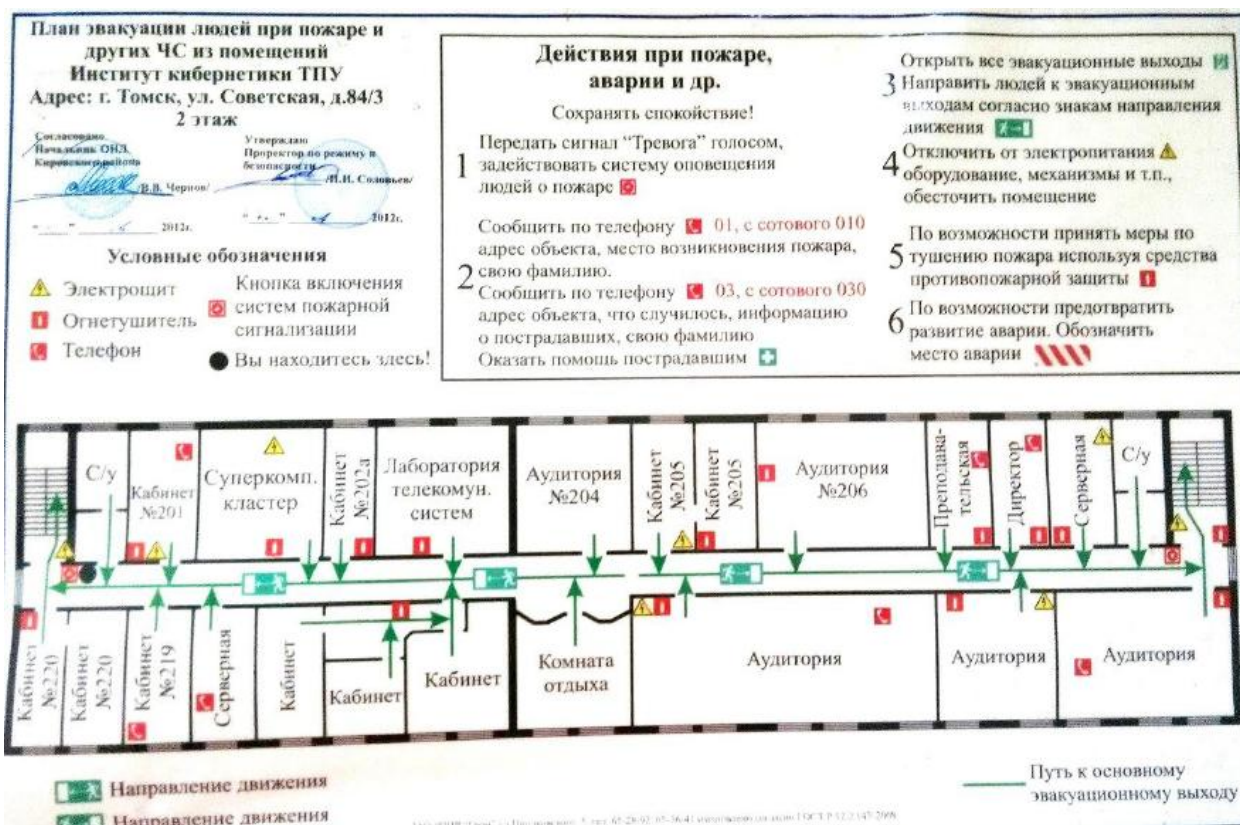 План эвакуации людей при пожаре и
других ЧС из помещений
Институт кибернетики ТПУ
Адрес: г. Томск, ул. Советская, д.84/3
2 этаж
Согласовано
Начальник ОНД
Кировского района
/В.В. Чернов/
2012г.
Утверждаю
Проректор по режиму и
безопасности
/И.И. Соловьев/
2012г.
Условные обозначения
Электрощит
Огнетушитель
Телефон
Кнопка включения
систем пожарной
сигнализации
Вы находитесь здесь!
Действия при пожаре,
аварии и др.
Сохранять спокойствие!
1 Передать сигнал “Тревога” голосом,
задействовать систему оповещения
людей о пожаре
2 Сообщить по телефону 01, с сотового 010
адрес объекта, место возникновения пожара,
свою фамилию.
Сообщить по телефону 03, с сотового 030
адрес объекта, что случилось, информацию
о пострадавших, свою фамилию
Оказать помощь пострадавшим
3 Открыть все эвакуационные выходы
Направить людей к эвакуационным
выходам согласно знакам направления
движения
4 Отключить от электропитания
оборудование, механизмы и т.п.,
обесточить помещение
5 По возможности принять меры по
тушению пожара используя средства
противопожарной защиты
6 По возможности предотвратить
развитие аварии. Обозначить
место аварии
С/у
Кабинет
№201
Суперкомп.
кластер
Кабинет
№202а
Лаборатория
телекомун.
систем
Аудитория
№204
Кабинет
№205
Кабинет
№205
Аудитория
№206
Преподава-
тельская
Директор
Серверная
С/у
Кабинет
№220
Кабинет
№220
Кабинет
№219
Серверная
Кабинет
Кабинет
Кабинет
Комната
отдыха
Аудитория
Аудитория
Аудитория
Направление движения
Направление движения
Путь к основному
эвакуационному выходу